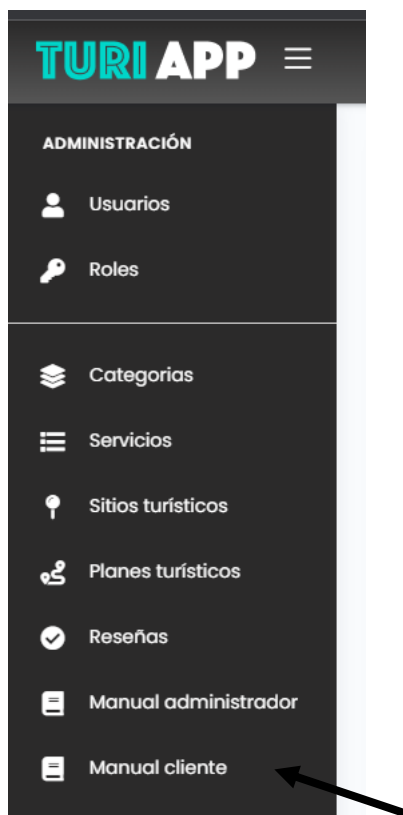 TURI APP
ADMINISTRACIÓN
Usuarios
Roles
Categorias
Servicios
Sitios turísticos
Planes turísticos
Reseñas
Manual administrador
Manual cliente